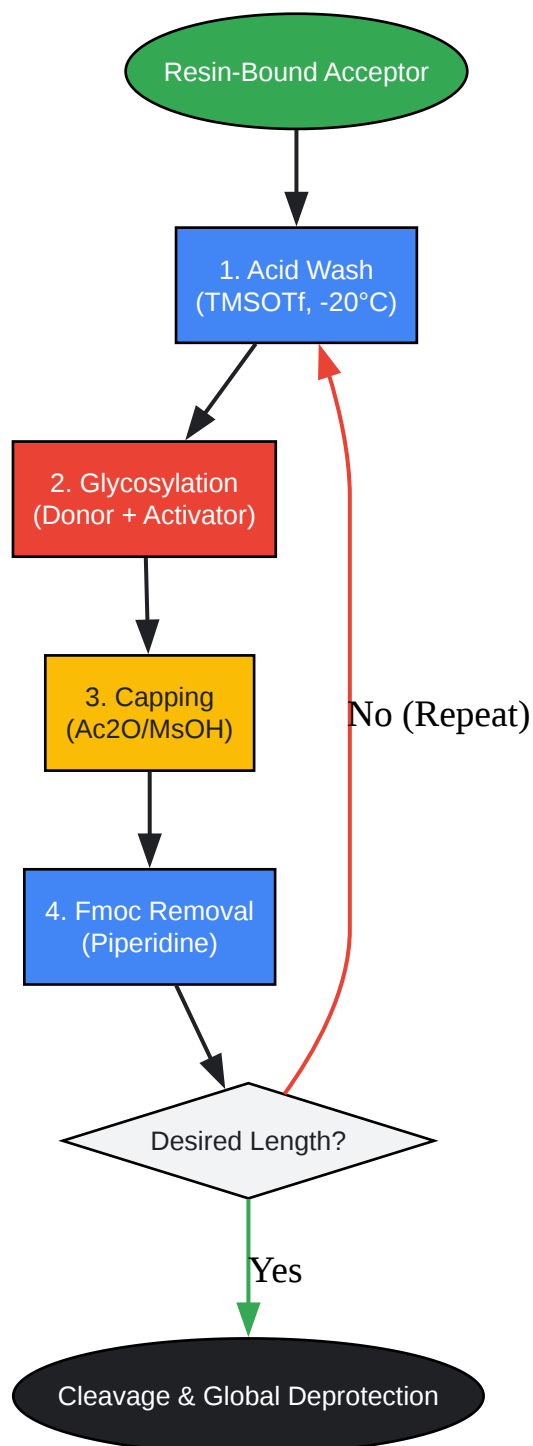 Resin-Bound Acceptor
1. Acid Wash
(TMSOTf, -20°C)
2. Glycosylation
(Donor + Activator)
3. Capping
(Ac2O/MsOH)
No (Repeat)
4. Fmoc Removal
(Piperidine)
Desired Length?
Yes
Cleavage & Global Deprotection